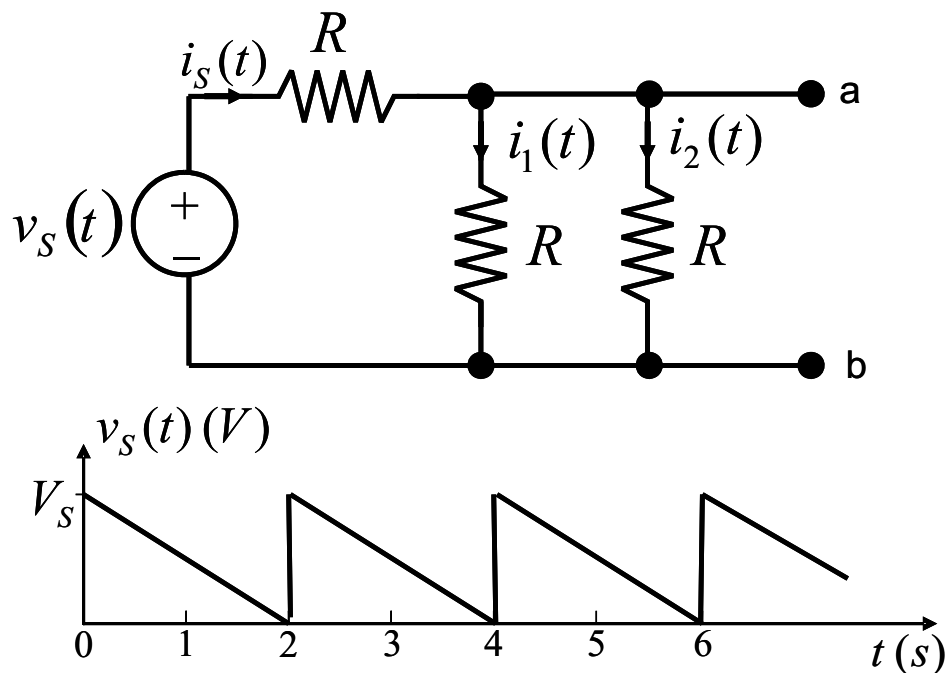 R
i_S(t)
a
i_1(t)
i_2(t)
+
v_S(t)
−
R
R
b
v_S(t)(V)
V_S
0 1 2 3 4 5 6
t(s)